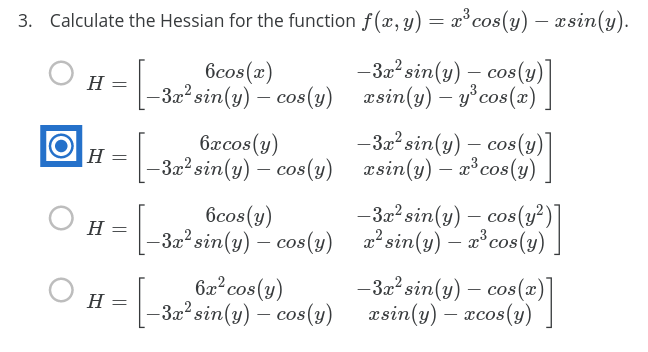 3. Calculate the Hessian for the function f(x, y) = x³cos(y) − xsin(y).
H = [6cos(x) −3x²sin(y) − cos(y)]
[−3x²sin(y) − cos(y) xsin(y) − y³cos(x)]
H = [6xcos(y) −3x²sin(y) − cos(y)]
[−3x²sin(y) − cos(y) xsin(y) − x³cos(y)]
H = [6cos(y) −3x²sin(y) − cos(y²)]
[−3x²sin(y) − cos(y) x²sin(y) − x³cos(y)]
H = [6x²cos(y) −3x²sin(y) − cos(x)]
[−3x²sin(y) − cos(y) xsin(y) − xcos(y)]